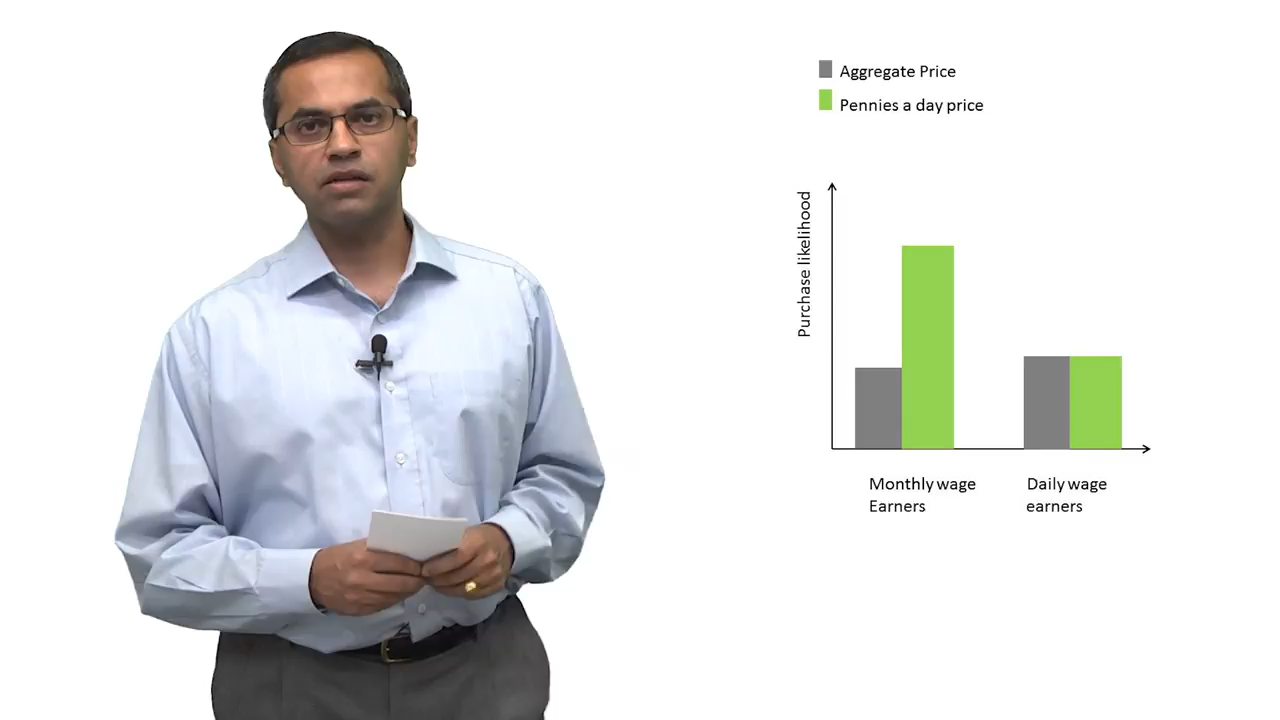 Aggregate Price
Pennies a day price
Purchase likelihood
Monthly wage
Earners
Daily wage
earners